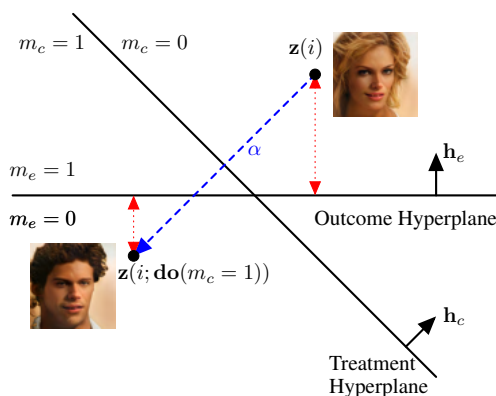 m_c = 1
m_c = 0
z(i)
α
m_e = 1
h_e
m_e = 0
Outcome Hyperplane
z(i; do(m_c = 1))
h_c
Treatment
Hyperplane